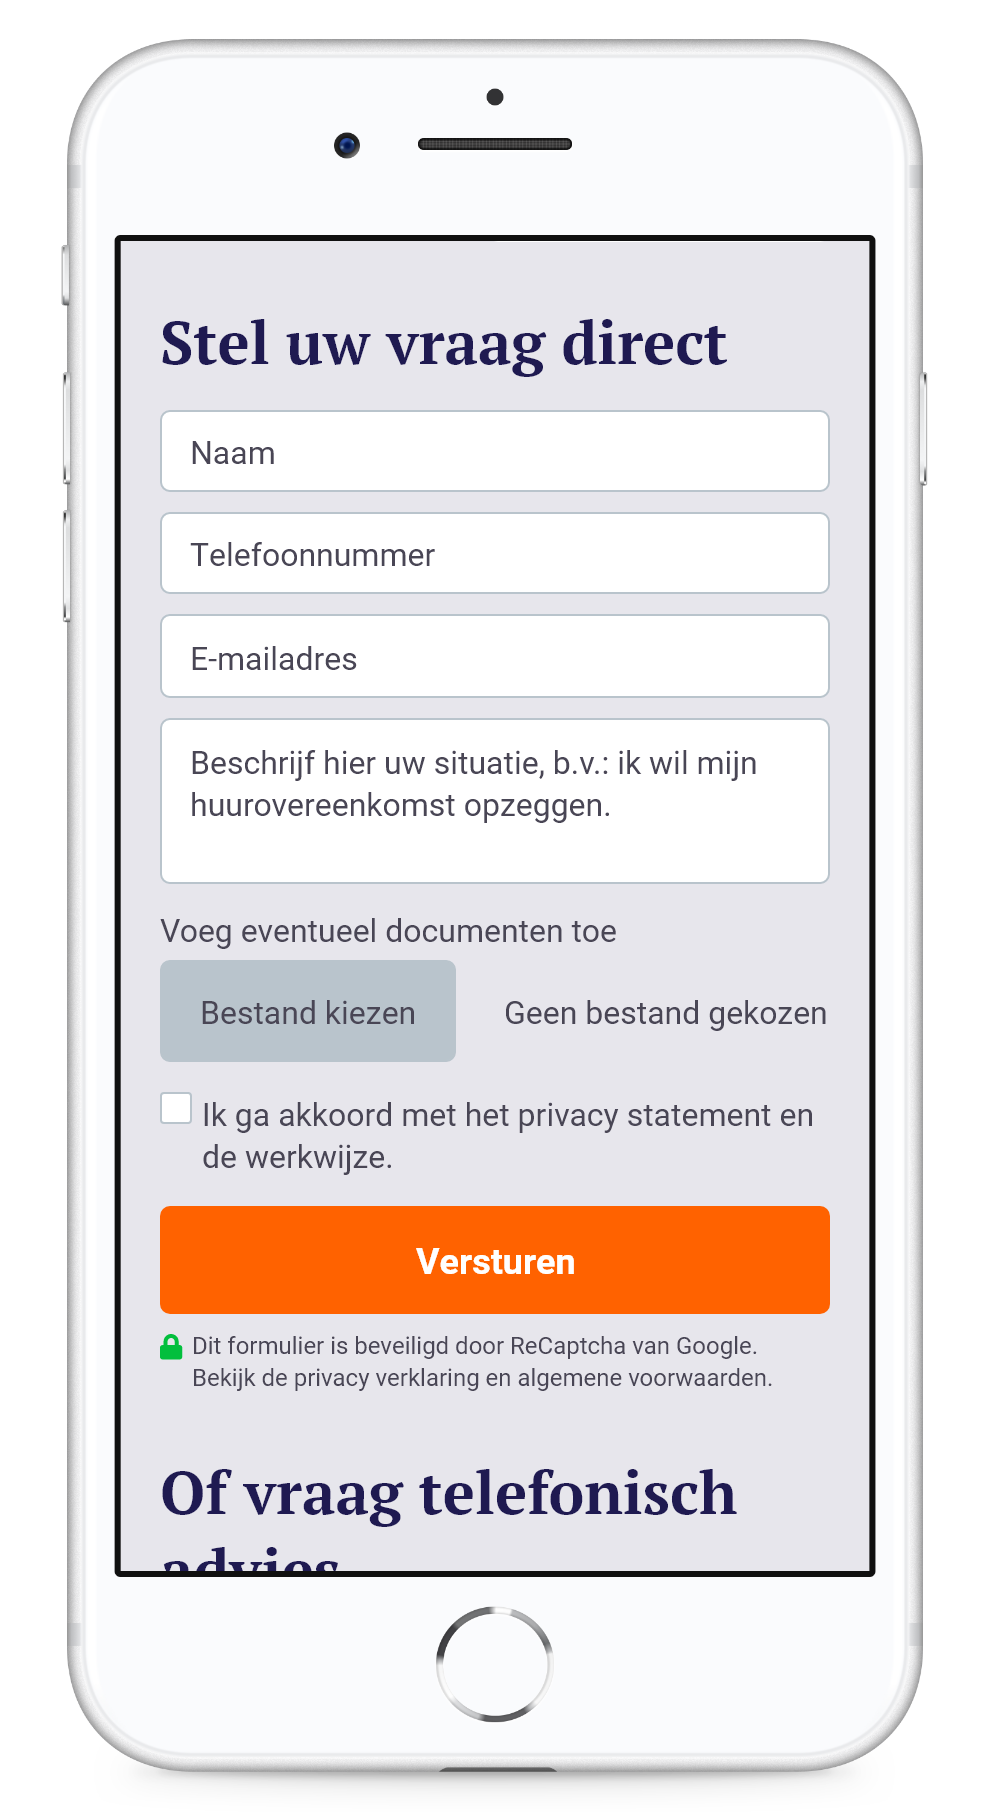 Stel uw vraag direct
Naam
Telefoonnummer
E-mailadres
Beschrijf hier uw situatie, b.v.: ik wil mijn
huurovereenkomst opzeggen.
Voeg eventueel documenten toe
Bestand kiezen Geen bestand gekozen
Ik ga akkoord met het privacy statement en
de werkwijze.
Versturen
Dit formulier is beveiligd door ReCaptcha van Google.
Bekijk de privacy verklaring en algemene voorwaarden.
Of vraag telefonisch
advies